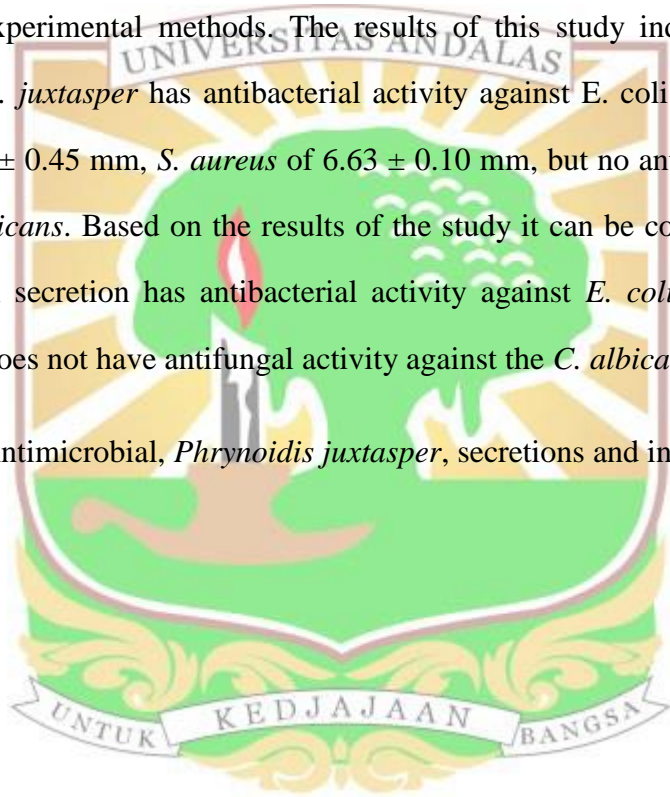 xperimental methods. The results of this study inc
UNIVERSITAS ANDALAS
. juxtasper has antibacterial activity against E. coli
± 0.45 mm, S. aureus of 6.63 ± 0.10 mm, but no an
icans. Based on the results of the study it can be co
secretion has antibacterial activity against E. coli
oes not have antifungal activity against the C. albica
ntimicrobial, Phrynoidis juxtasper, secretions and in
UNTUK KEDJAJAAN BANGSA